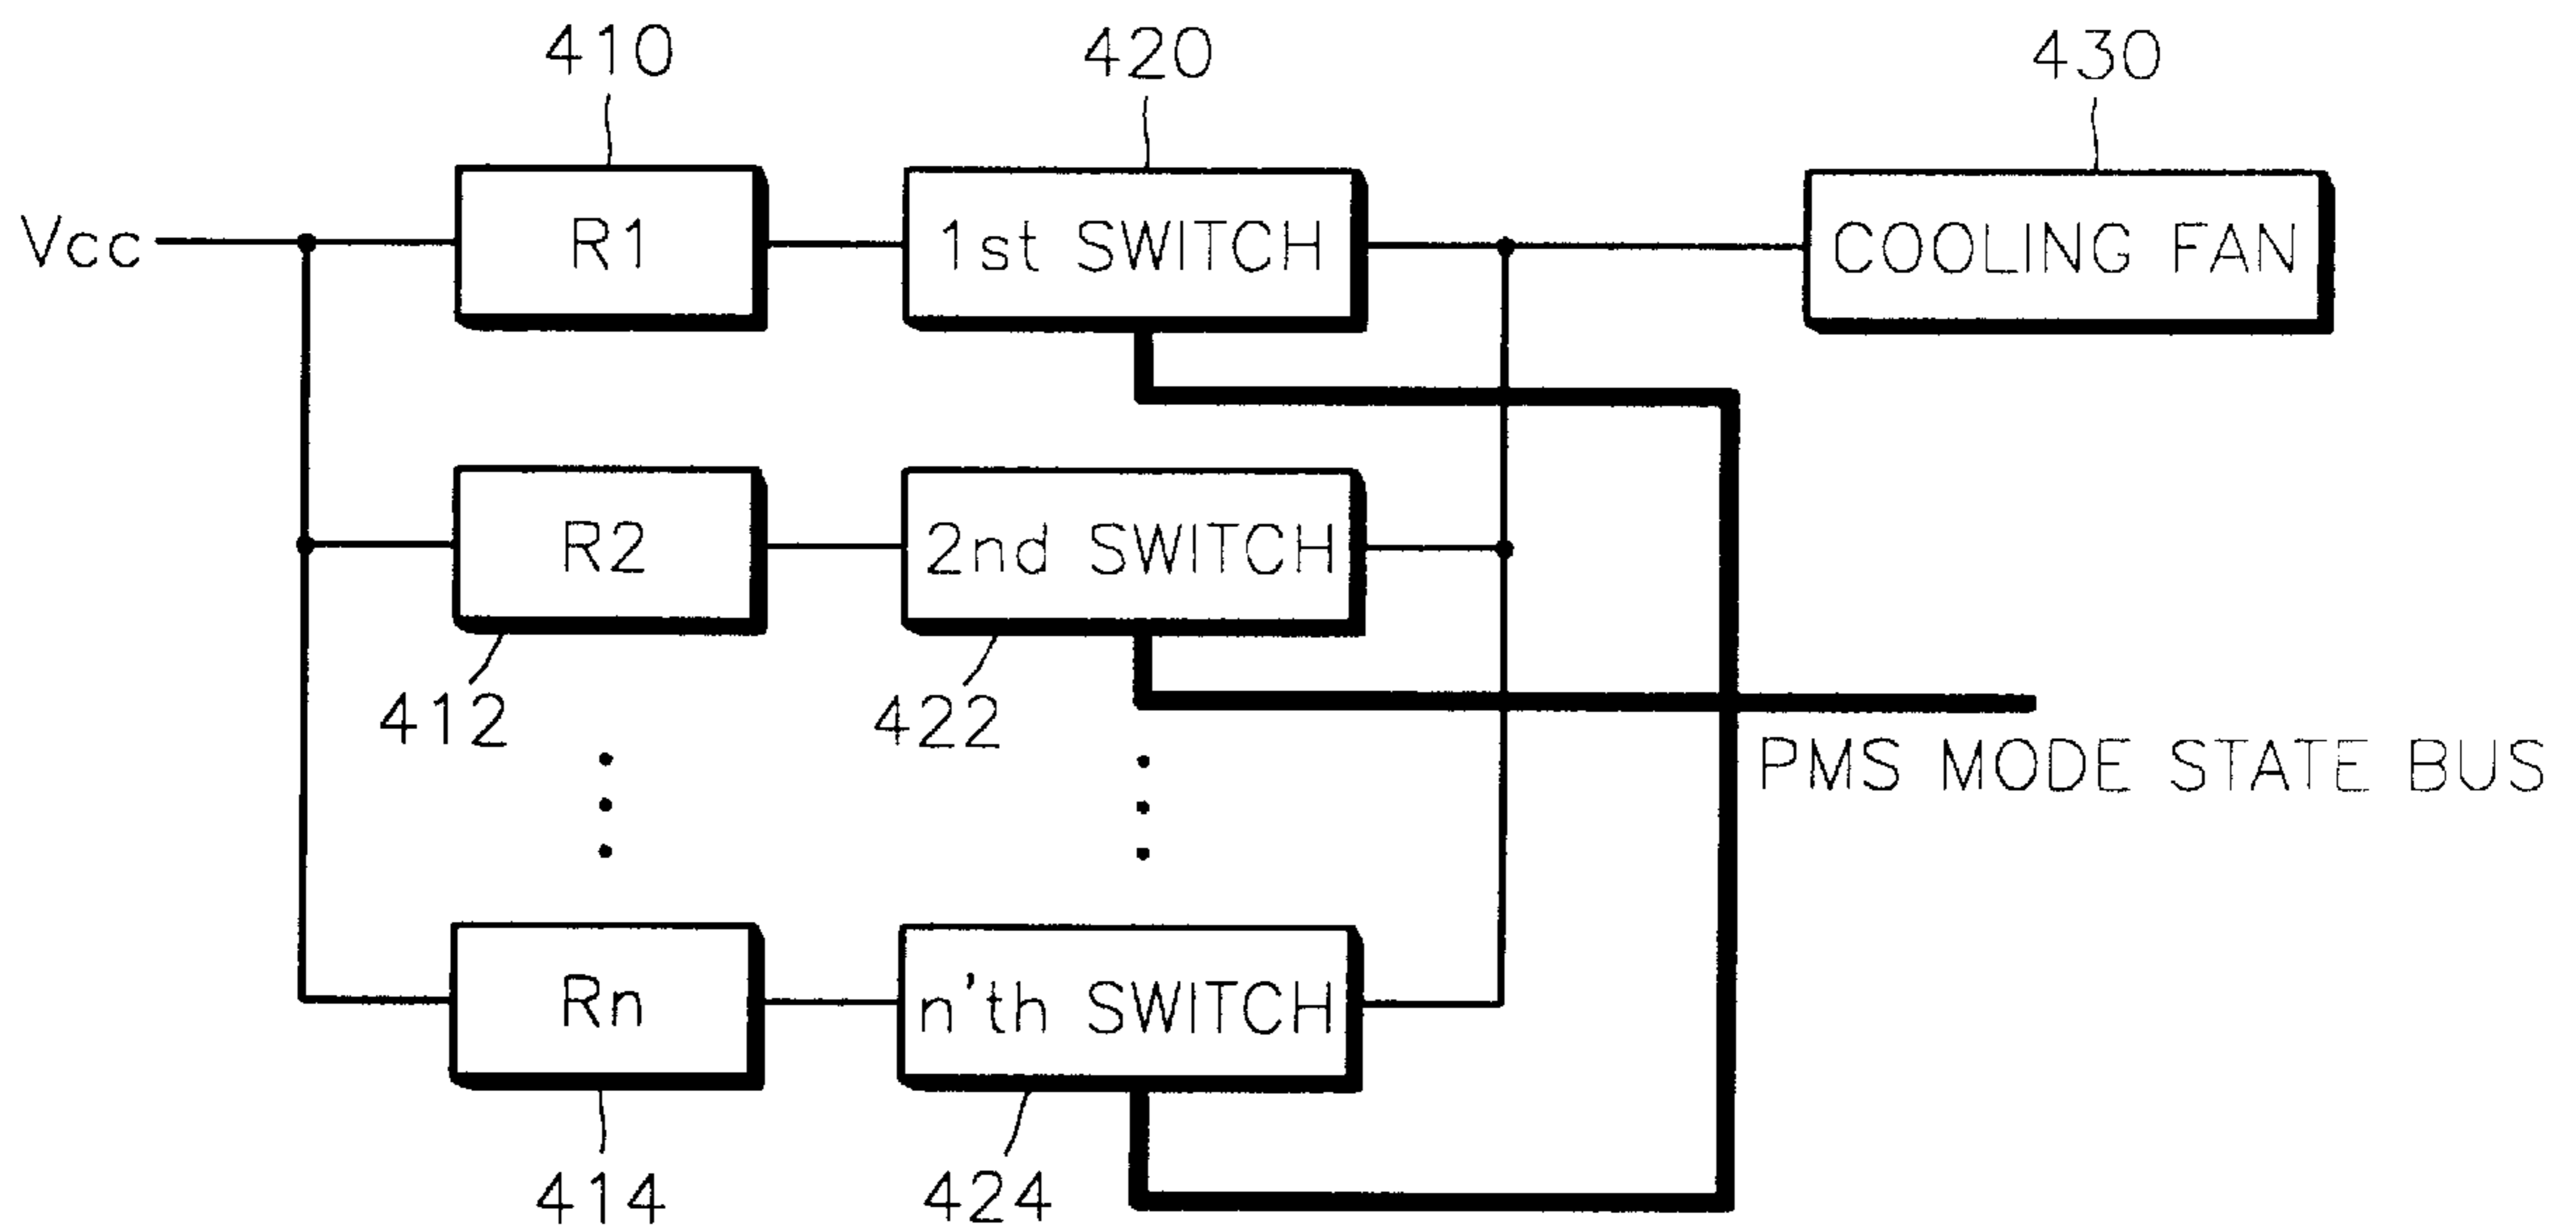 410
420
430
Vcc
R1
1st SWITCH
COOLING FAN
R2
2nd SWITCH
412
422
PMS MODE STATE BUS
Rn
n'th SWITCH
414
424